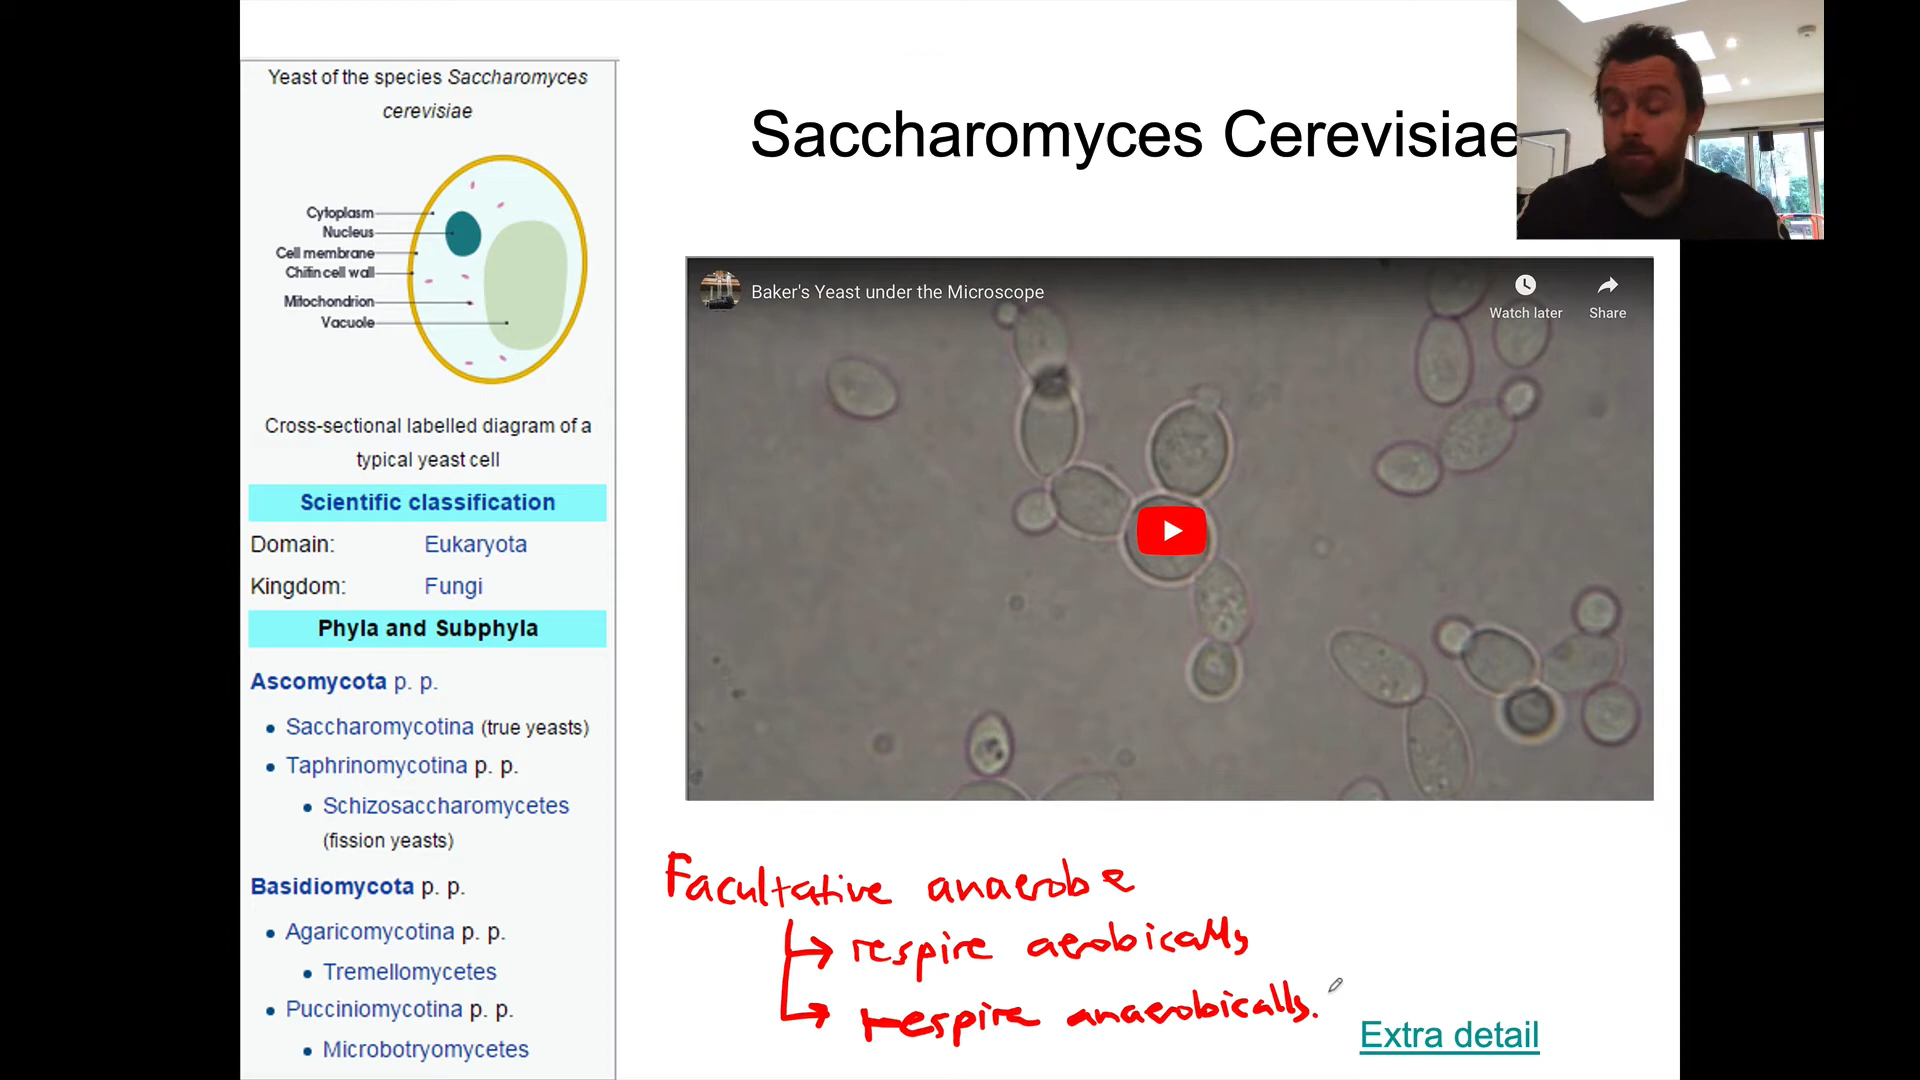 Yeast of the species Saccharomyces
cerevisiae
Cytoplasm
Nucleus
Cell membrane
Chitin cell wall
Mitochondrion
Vacuole
Cross-sectional labelled diagram of a
typical yeast cell
Scientific classification
Domain: Eukaryota
Kingdom: Fungi
Phyla and Subphyla
Ascomycota p. p.
• Saccharomycotina (true yeasts)
• Taphrinomycotina p. p.
• Schizosaccharomycetes
(fission yeasts)
Basidiomycota p. p.
• Agaricomycotina p. p.
• Tremellomycetes
• Pucciniomycotina p. p.
• Microbotryomycetes
Saccharomyces Cerevisiae
Baker's Yeast under the Microscope
Watch later
Share
Facultative anaerobe
→ respire aerobically
→ respire anaerobically.
Extra detail